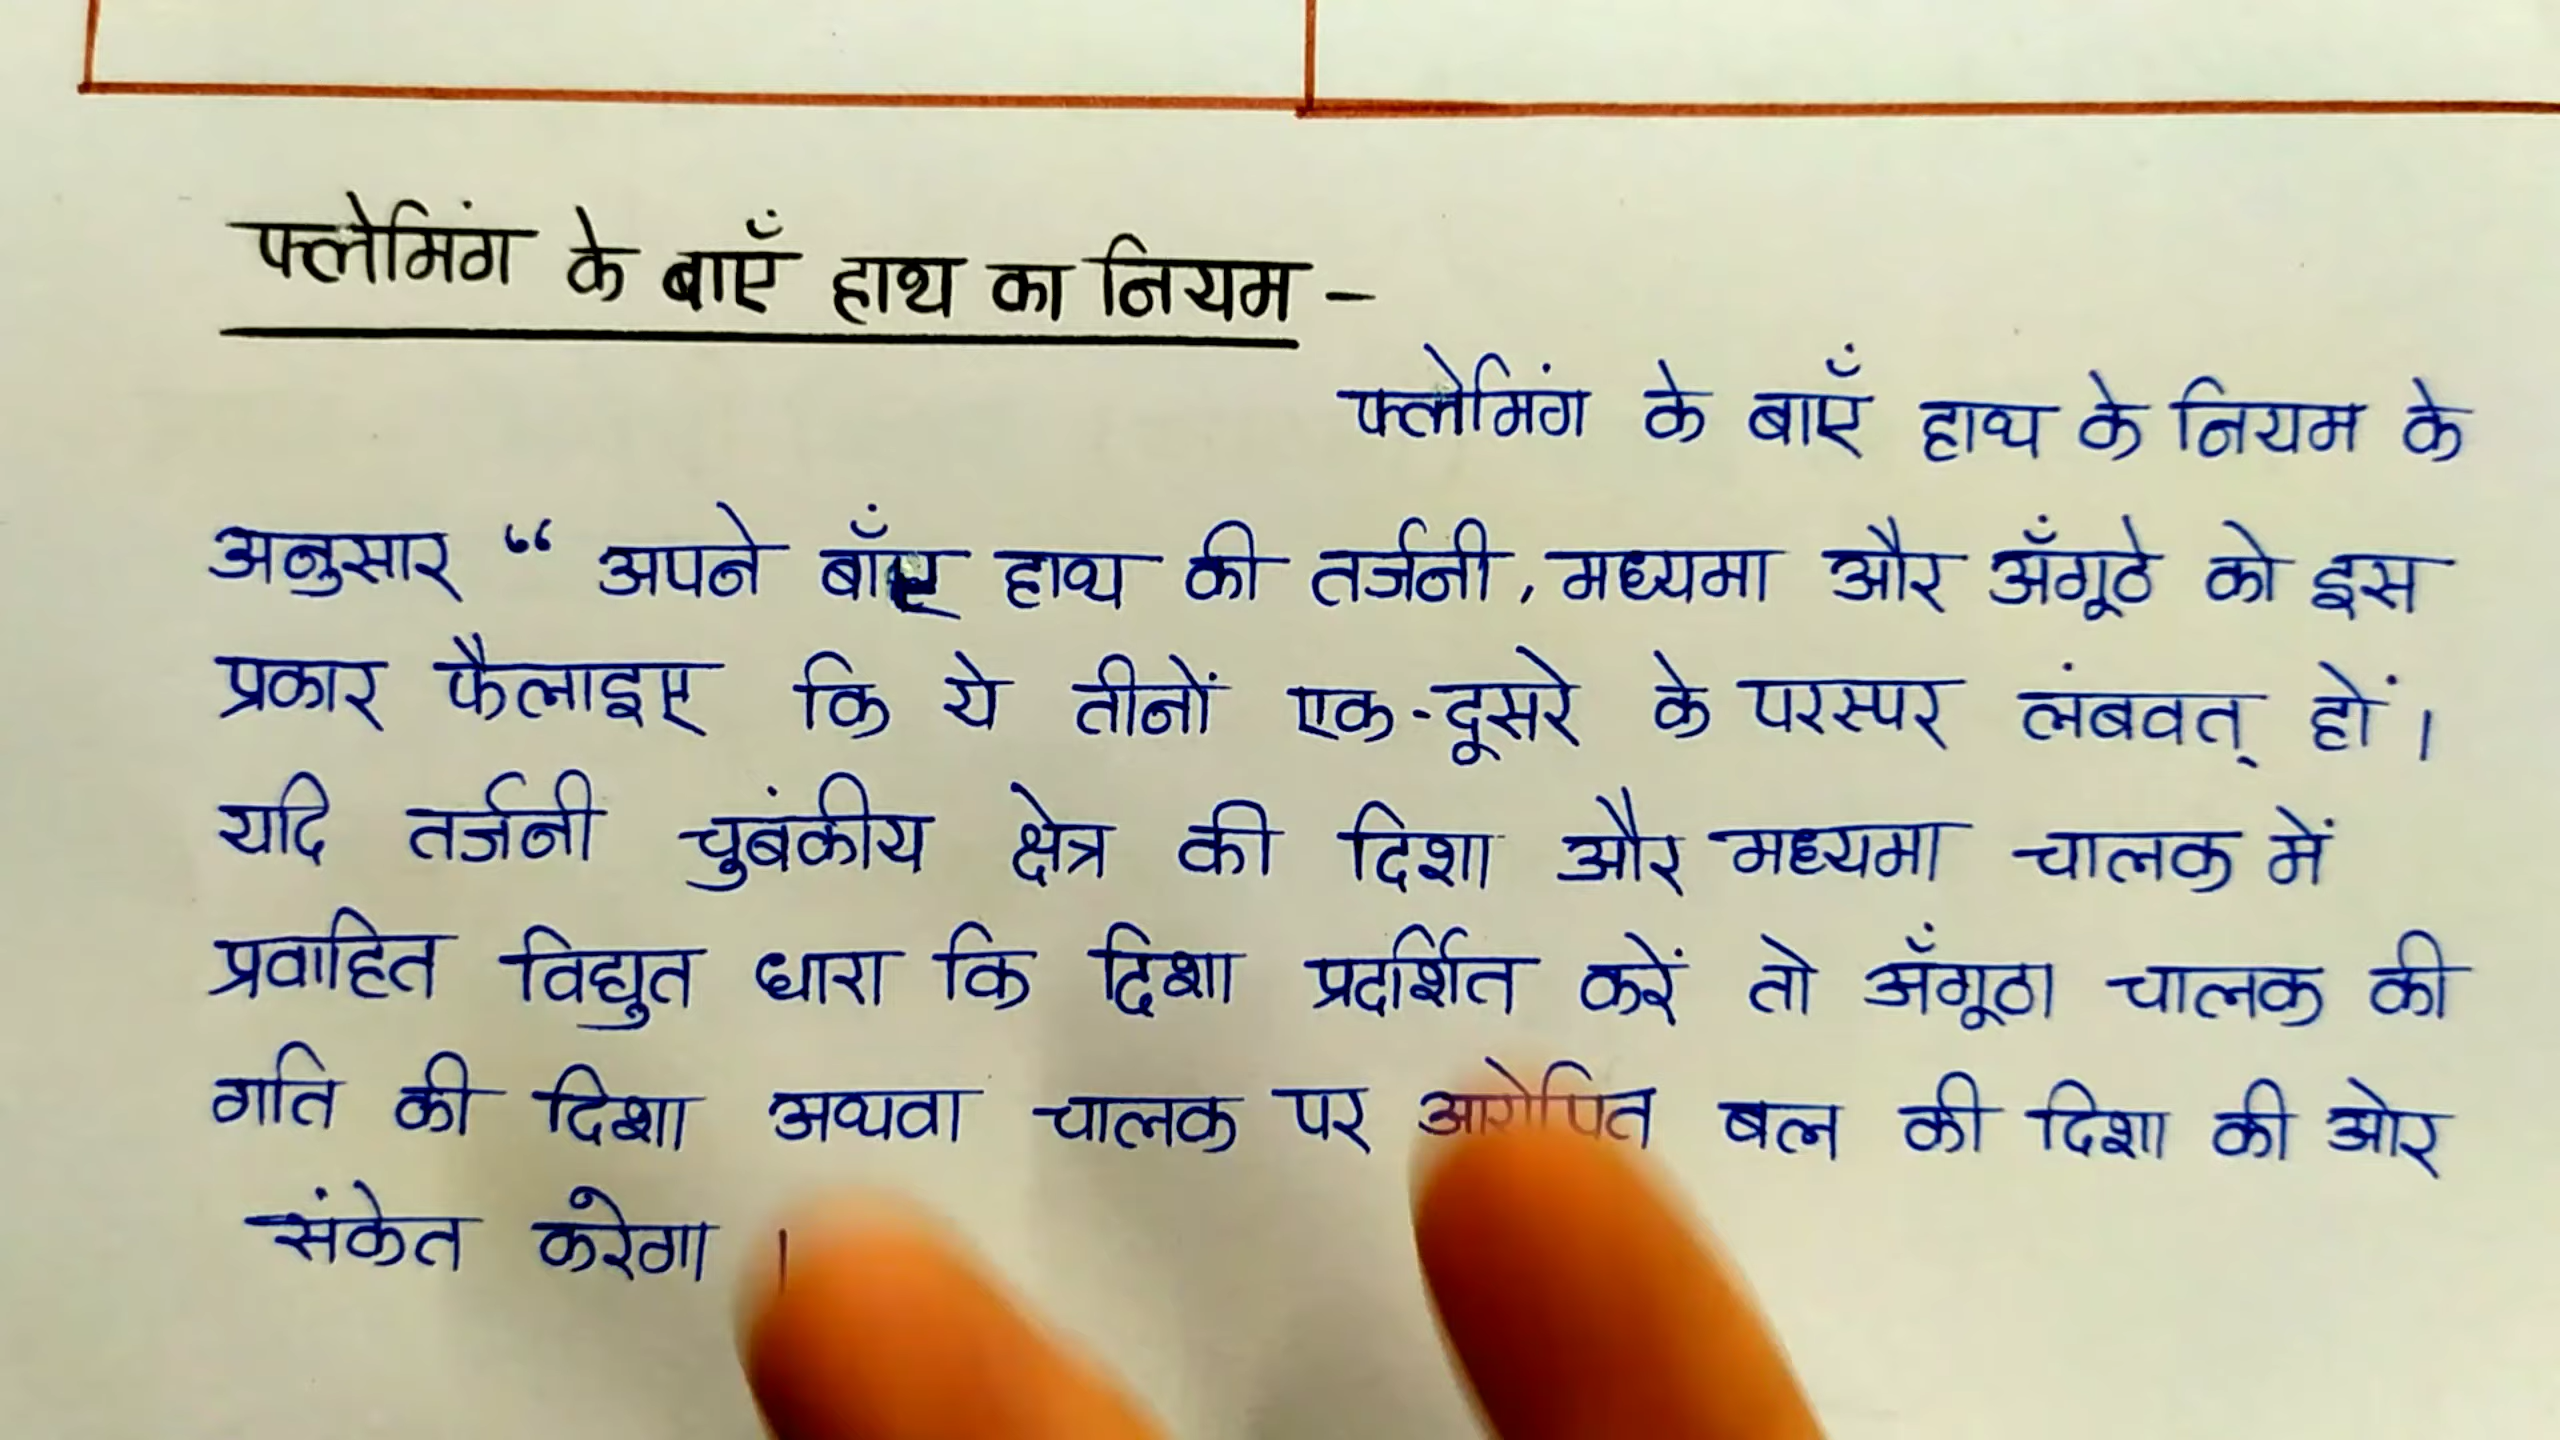 फ्लेमिंग के बाएँ हाथ का नियम –
फ्लेमिंग के बाएँ हाथ के नियम के
अनुसार “ अपने बाँए हाथ की तर्जनी, मध्यमा और अँगूठे को इस
प्रकार फैलाइए कि ये तीनों एक-दूसरे के परस्पर लंबवत् हों।
यदि तर्जनी चुबंकीय क्षेत्र की दिशा और मध्यमा चालक में
प्रवाहित विद्युत धारा कि दिशा प्रदर्शित करें तो अँगूठा चालक की
गति की दिशा अथवा चालक पर आरोपित बल की दिशा की ओर
संकेत करेगा ।